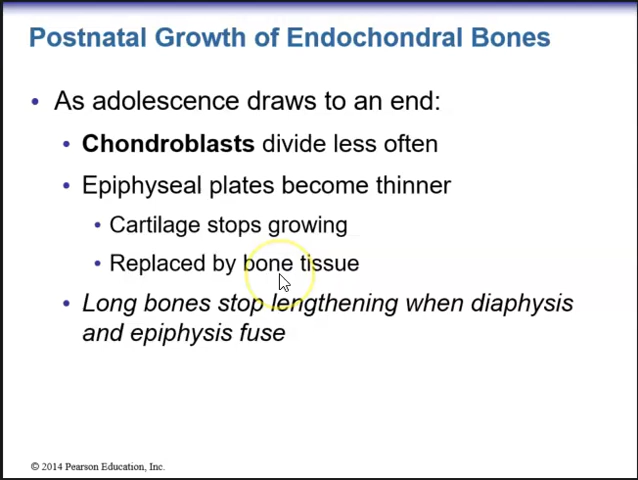 Postnatal Growth of Endochondral Bones
• As adolescence draws to an end:
• Chondroblasts divide less often
• Epiphyseal plates become thinner
• Cartilage stops growing
• Replaced by bone tissue
• Long bones stop lengthening when diaphysis
and epiphysis fuse
© 2014 Pearson Education, Inc.